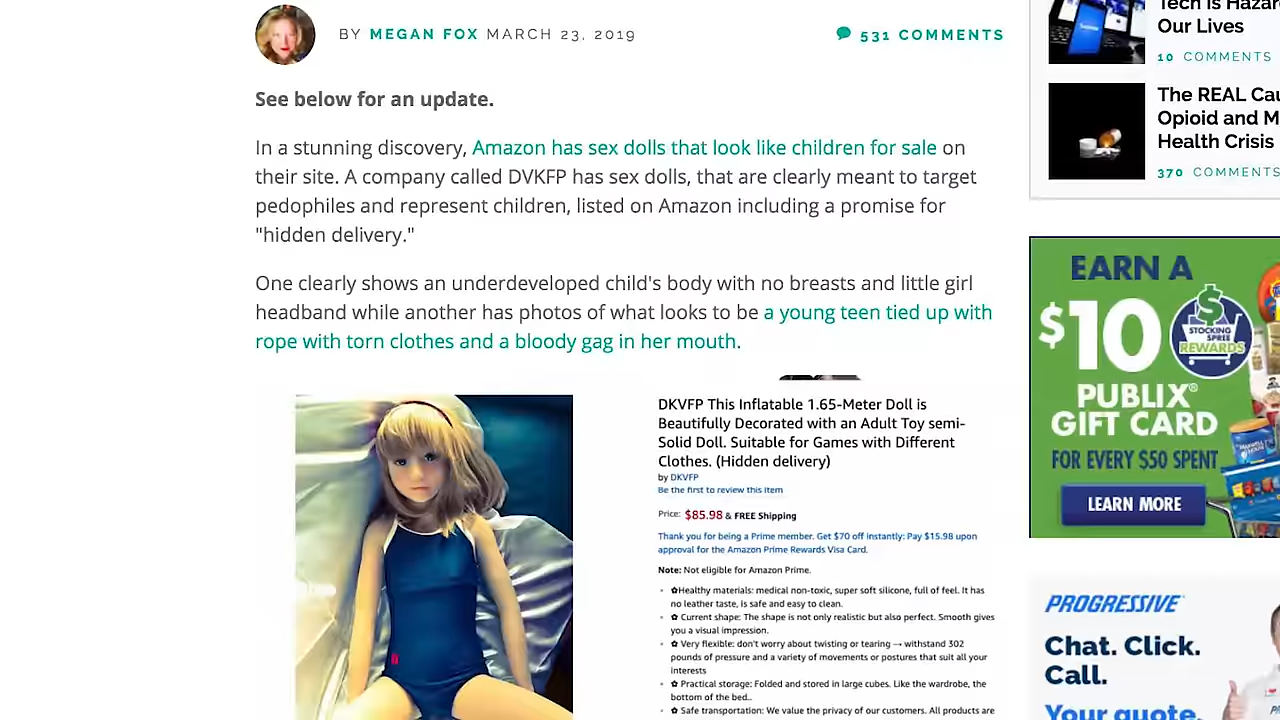 BY MEGAN FOX MARCH 23, 2019
531 COMMENTS
See below for an update.
In a stunning discovery, Amazon has sex dolls that look like children for sale on
their site. A company called DVKFP has sex dolls, that are clearly meant to target
pedophiles and represent children, listed on Amazon including a promise for
"hidden delivery."
One clearly shows an underdeveloped child's body with no breasts and little girl
headband while another has photos of what looks to be a young teen tied up with
rope with torn clothes and a bloody gag in her mouth.
DKVFP This Inflatable 1.65-Meter Doll is
Beautifully Decorated with an Adult Toy semi-
Solid Doll. Suitable for Games with Different
Clothes. (Hidden delivery)
by DKVFP
Be the first to review this item
Price: $85.98 & FREE Shipping
Thank you for being a Prime member. Get $70 off instantly: Pay $15.98 upon
approval for the Amazon Prime Rewards Visa Card.
Note: Not eligible for Amazon Prime.
✿Healthy materials: medical non-toxic, super soft silicone, full of feel. It has
no leather taste, is safe and easy to clean.
✿ Current shape: The shape is not only realistic but also perfect. Smooth gives
you a visual impression.
✿ Very flexible: don't worry about twisting or tearing → withstand 302
pounds of pressure and a variety of movements or postures that suit all your
interests
✿ Practical storage: Folded and stored in large cubes. Like the wardrobe, the
bottom of the bed..
✿ Safe transportation: We value the privacy of our customers. All products are
Tech is
Our Lives
10 COMMENTS
The REAL
Opioid and
Health Crisis
370 COMMENTS
EARN A
$10
STOCKING
SPREE
REWARDS
PUBLIX®
GIFT CARD
FOR EVERY $50 SPENT
LEARN MORE
PROGRESSIVE
Chat. Click.
Call.
Your quote.